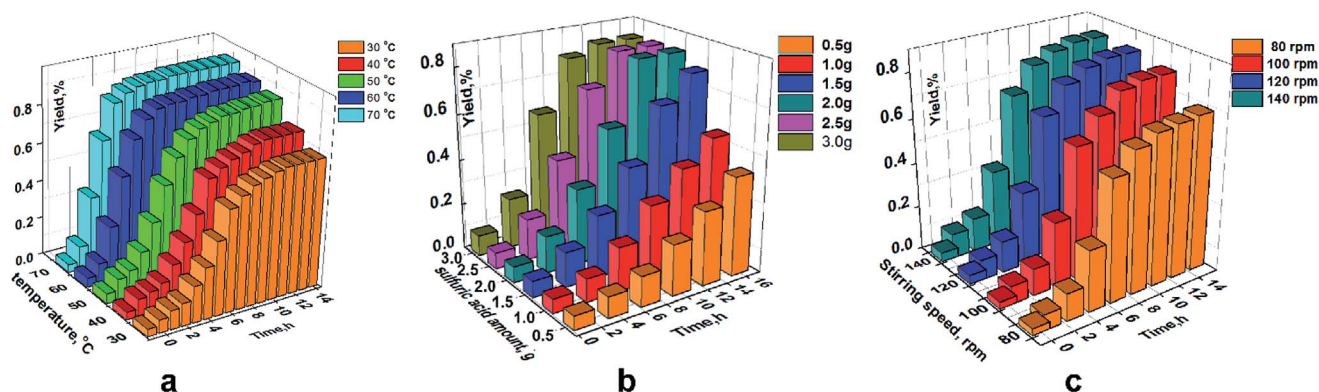 Yield,%
0.8
0.6
0.4
0.2
0.0
70
60
50
40
30
temperature,°C
0
2
4
6
8
10
12
14
Time,h
30 °C
40 °C
50 °C
60 °C
70 °C
a
Yield,%
0.8
0.6
0.4
0.2
0.0
3.0
2.5
2.0
1.5
1.0
0.5
sulfuric acid amount, g
0
2
4
6
8
10
12
14
16
Time,h
0.5g
1.0g
1.5g
2.0g
2.5g
3.0g
b
Yield,%
0.8
0.6
0.4
0.2
0.0
140
120
100
80
Stirring speed, rpm
0
2
4
6
8
10
12
14
Time,h
80 rpm
100 rpm
120 rpm
140 rpm
c